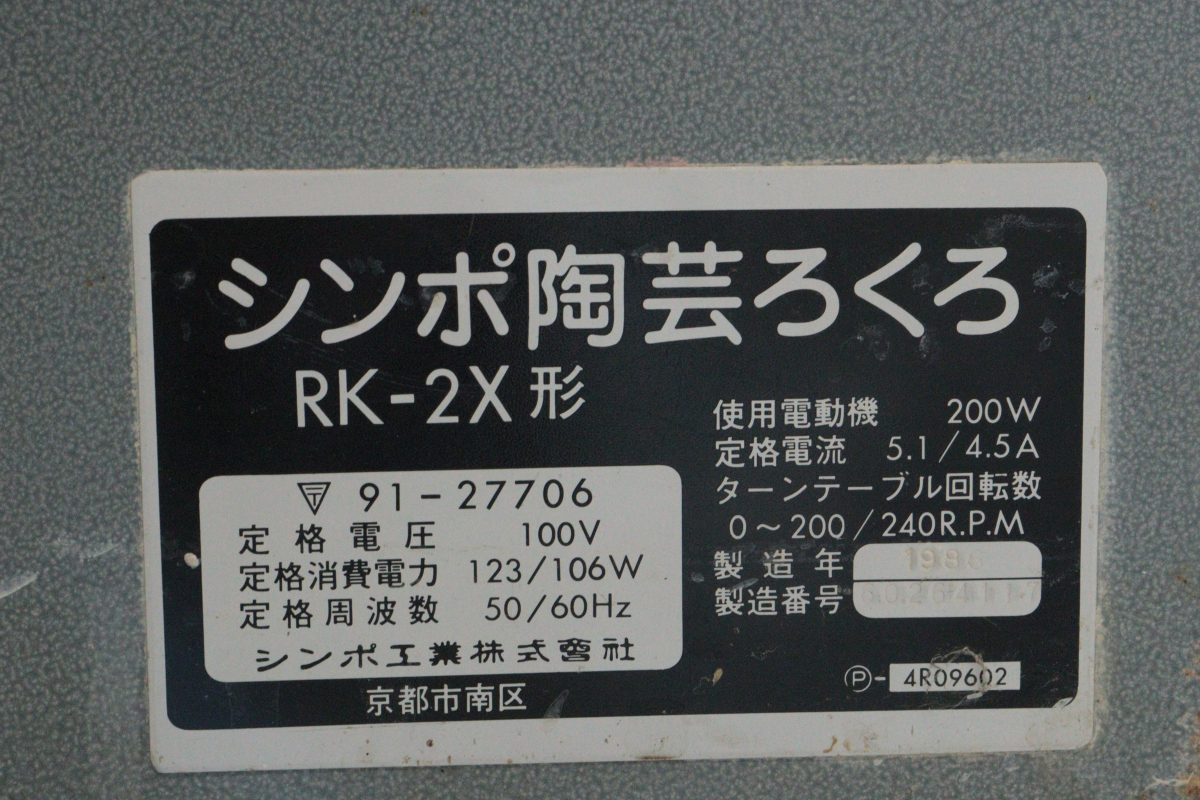 シンポ陶芸ろくろ
RK-2X形
〒 91-27706
定格電圧 100V
定格消費電力 123/106W
定格周波数 50/60Hz
シンポ工業株式會社
京都市南区
使用電動機 200W
定格電流 5.1/4.5A
ターンテーブル回転数
0~200/240R.P.M
製造年
製造番号
Ⓟ-4R09602